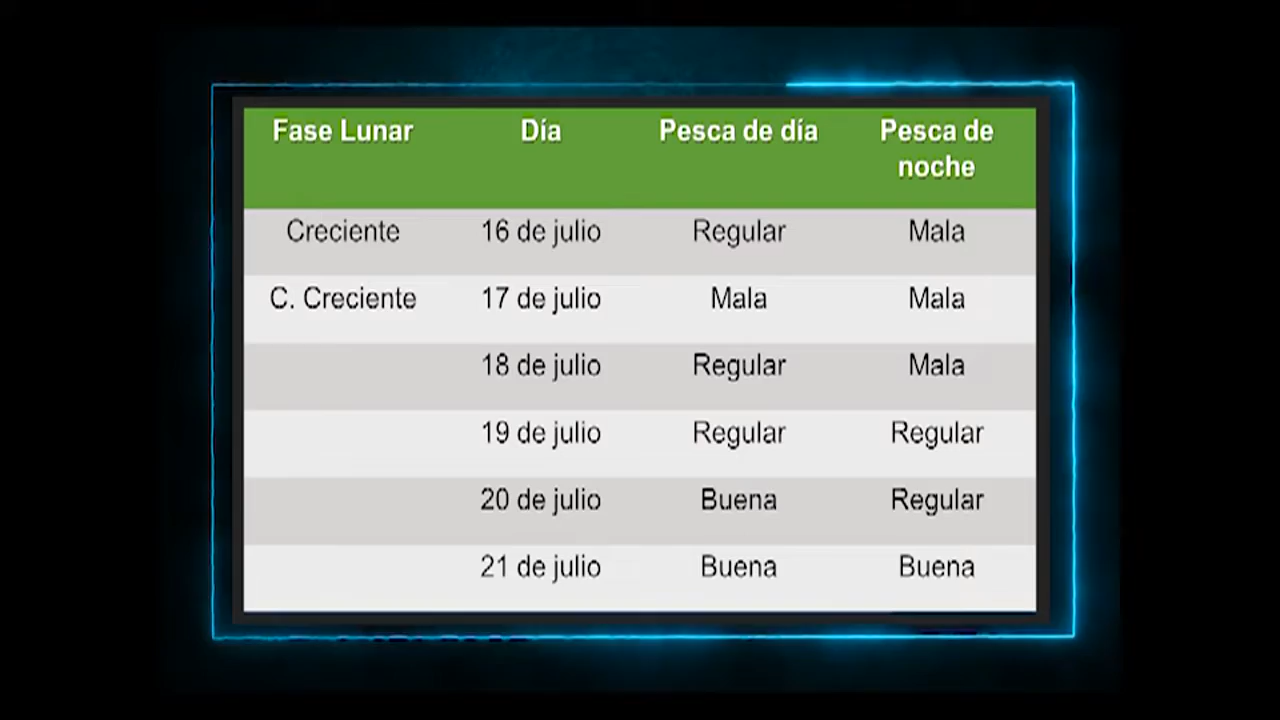 Fase Lunar Día Pesca de día Pesca de
noche
Creciente 16 de julio Regular Mala
C. Creciente 17 de julio Mala Mala
18 de julio Regular Mala
19 de julio Regular Regular
20 de julio Buena Regular
21 de julio Buena Buena